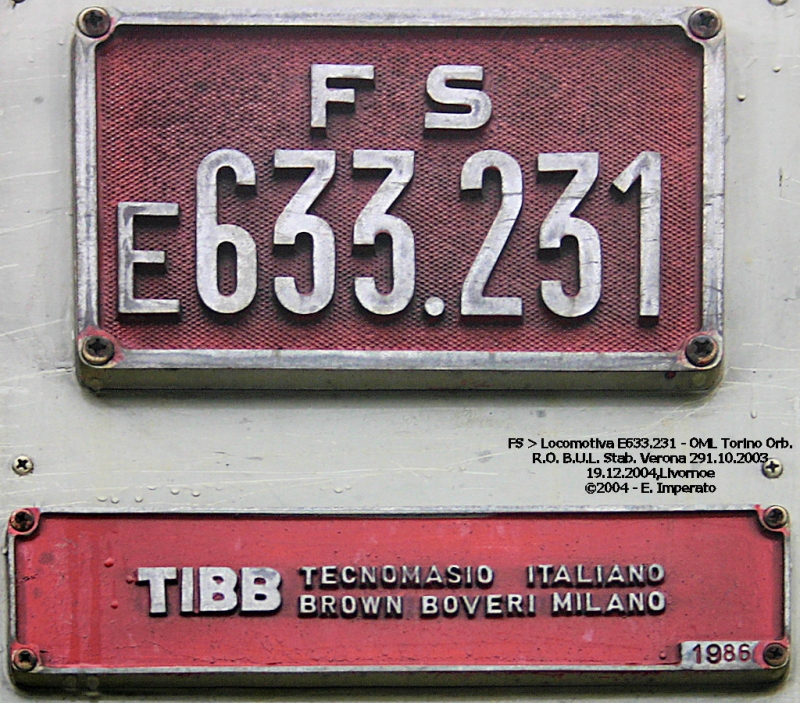 FS
E633.231
FS > Locomotiva E633.231 - OML Torino Orb.
R.O. B.U.L. Stab. Verona 291.10.2003
19.12.2004,Livornoe
©2004 - E. Imperato
TIBB TECNOMASIO ITALIANO
BROWN BOVERI MILANO
1986